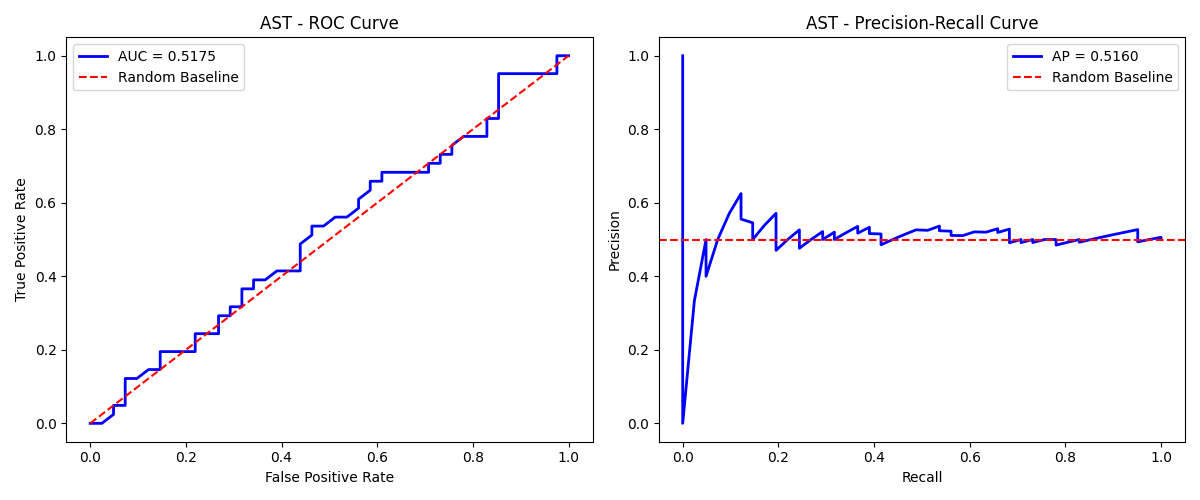 AST - ROC Curve
AUC = 0.5175
Random Baseline
True Positive Rate
1.0
0.8
0.6
0.4
0.2
0.0
0.0 0.2 0.4 0.6 0.8 1.0
False Positive Rate
AST - Precision-Recall Curve
AP = 0.5160
Random Baseline
Precision
1.0
0.8
0.6
0.4
0.2
0.0
0.0 0.2 0.4 0.6 0.8 1.0
Recall